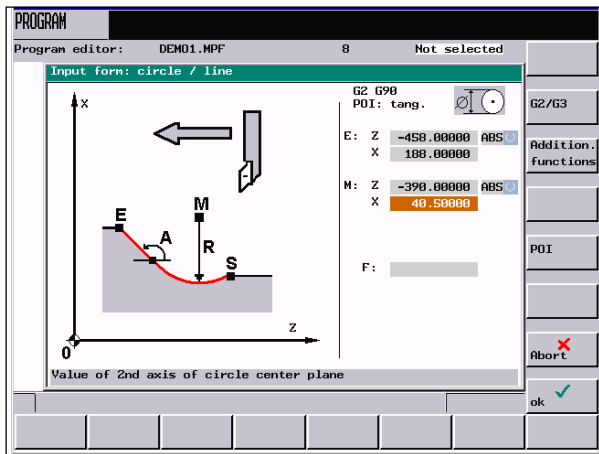 PROGRAM
Program editor: DEMO1.MPF 8 Not selected
Input form: circle / line
G2 G90
POI: tang.
G2/G3
X
E: Z -458.00000 ABS
X 188.00000
Addition.
functions
M: Z -390.00000 ABS
X 40.50000
E
M
A
R
S
POI
F:
Z
0
Abort
Value of 2nd axis of circle center plane
ok